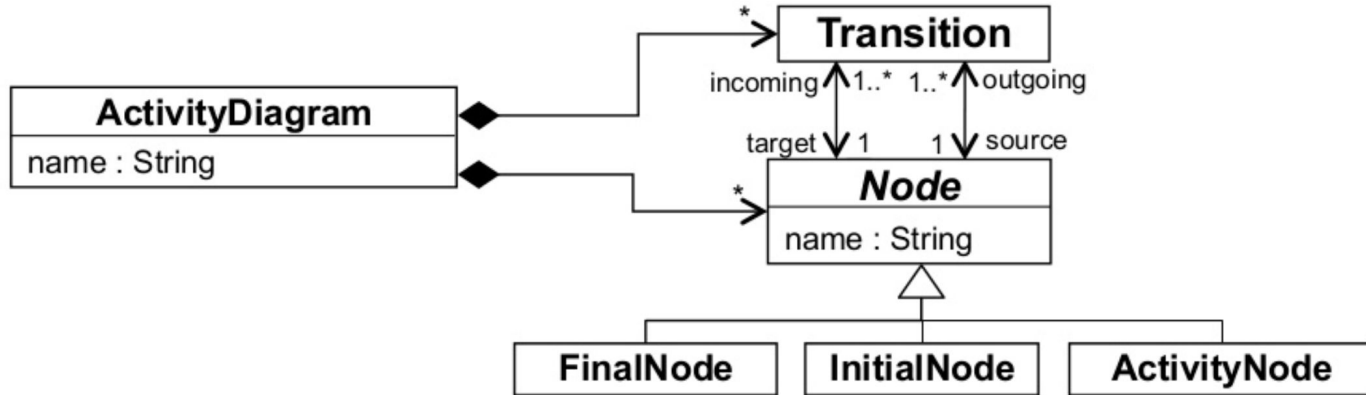 * Transition
incoming 1..* 1..* outgoing
ActivityDiagram
target 1 1 source
name : String
* Node
name : String
FinalNode InitialNode ActivityNode